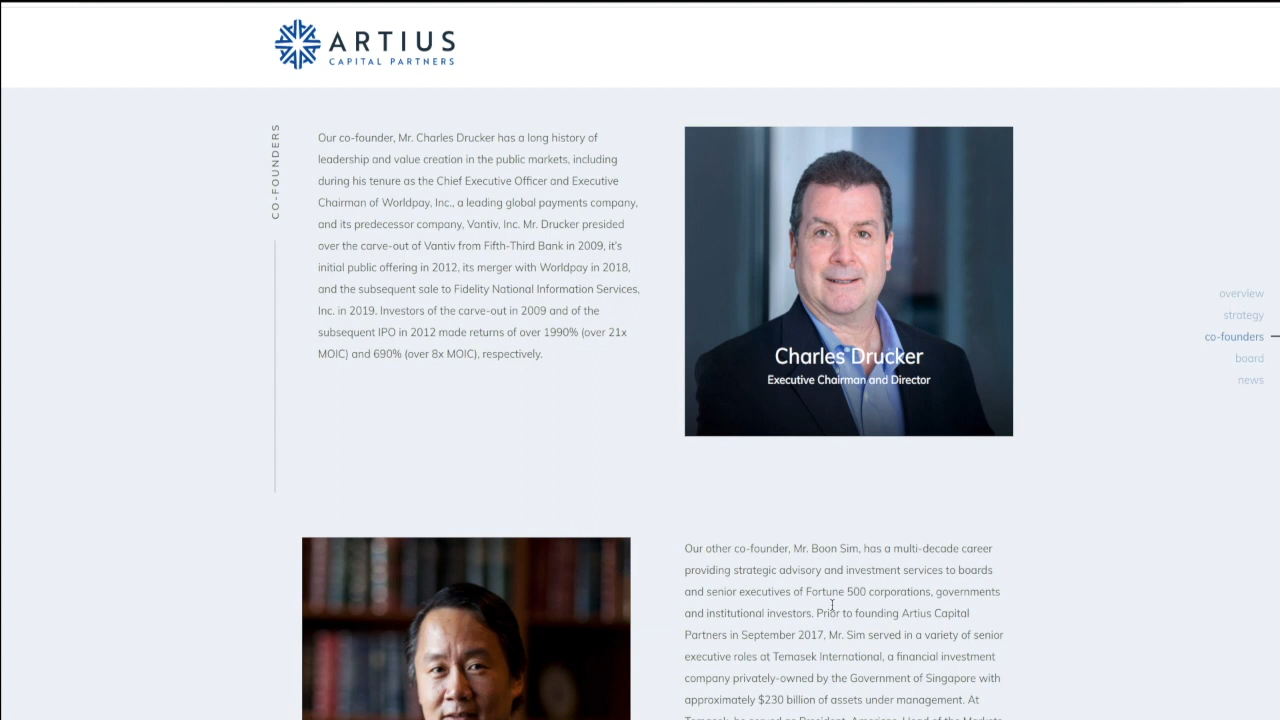 ARTIUS
CAPITAL PARTNERS
CO-FOUNDERS
Our co-founder, Mr. Charles Drucker has a long history of
leadership and value creation in the public markets, including
during his tenure as the Chief Executive Officer and Executive
Chairman of Worldpay, Inc., a leading global payments company,
and its predecessor company, Vantiv, Inc. Mr. Drucker presided
over the carve-out of Vantiv from Fifth-Third Bank in 2009, it's
initial public offering in 2012, its merger with Worldpay in 2018,
and the subsequent sale to Fidelity National Information Services,
Inc. in 2019. Investors of the carve-out in 2009 and of the
subsequent IPO in 2012 made returns of over 1990% (over 21x
MOIC) and 690% (over 8x MOIC), respectively.
Charles Drucker
Executive Chairman and Director
overview
strategy
co-founders
board
news
Our other co-founder, Mr. Boon Sim, has a multi-decade career
providing strategic advisory and investment services to boards
and senior executives of Fortune 500 corporations, governments
and institutional investors. Prior to founding Artius Capital
Partners in September 2017, Mr. Sim served in a variety of senior
executive roles at Temasek International, a financial investment
company privately-owned by the Government of Singapore with
approximately $230 billion of assets under management. At
Temasek, he served as President, Americas, Head of the Markets